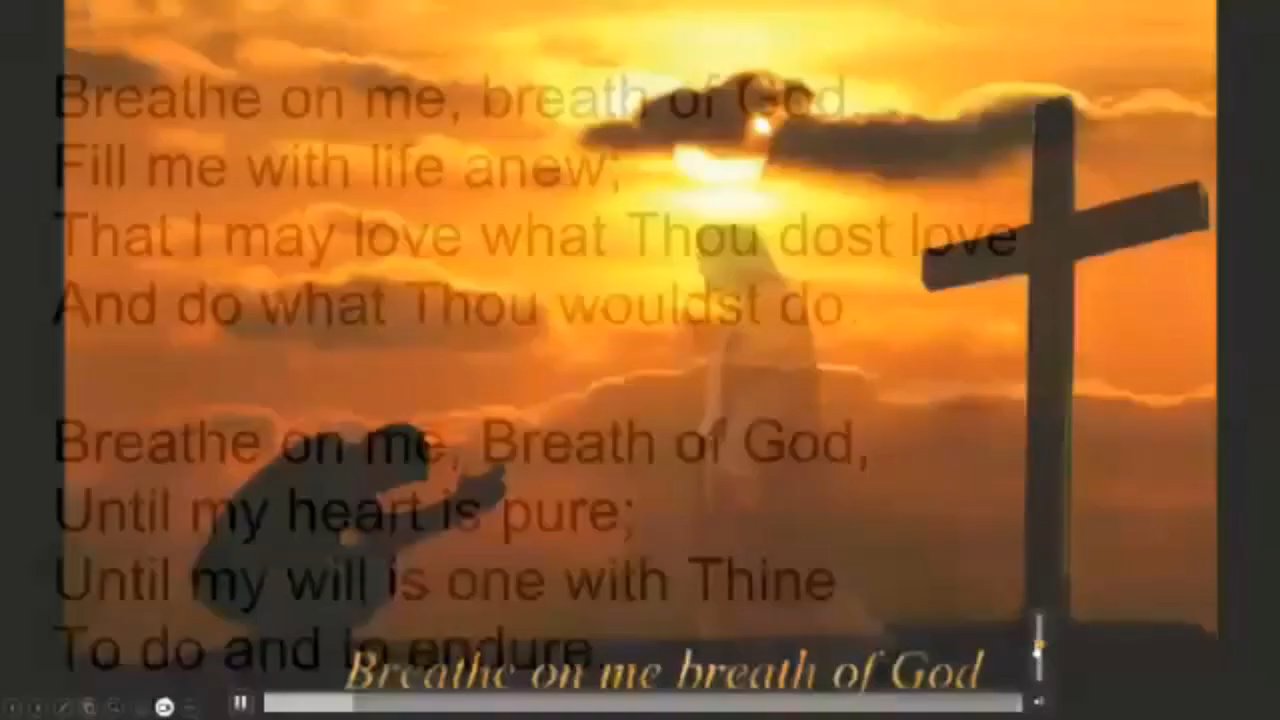 Breathe on me, breath of God
Fill me with life anew;
That I may love what Thou dost love
And do what Thou wouldst do.
Breathe on me, Breath of God,
Until my heart is pure;
Until my will is one with Thine
To do and to endure.
Breathe on me breath of God